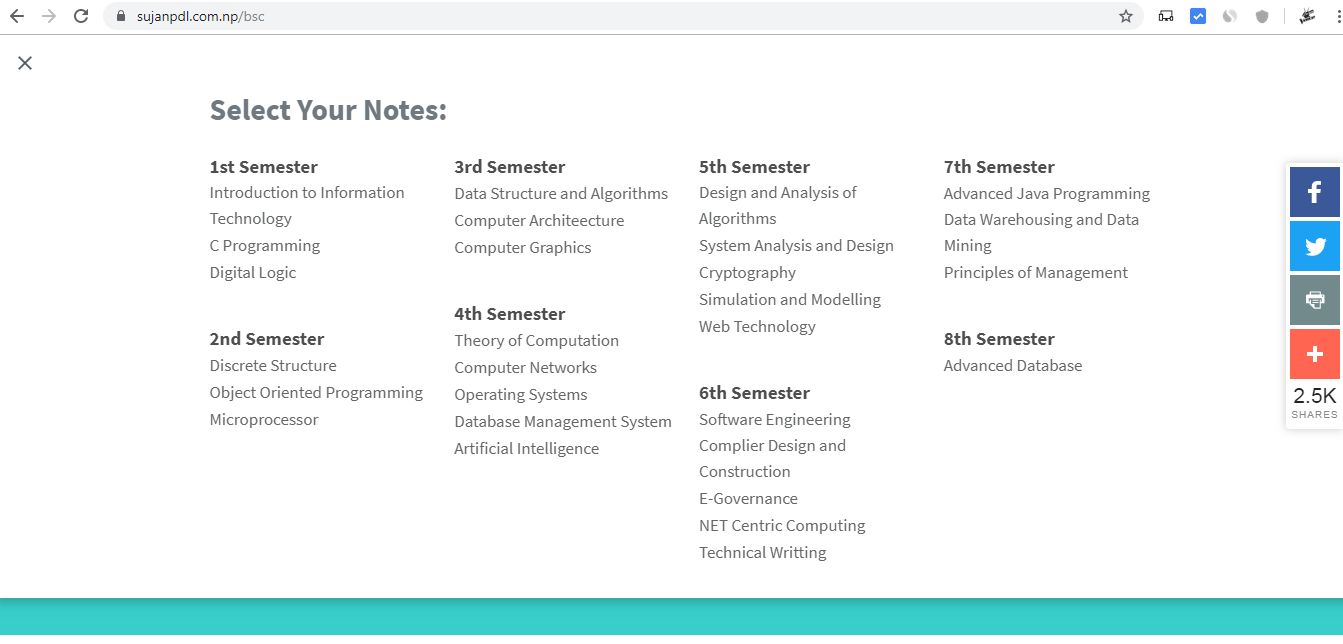 sujanpdl.com.np/bsc
Select Your Notes:
1st Semester
Introduction to Information
Technology
C Programming
Digital Logic
2nd Semester
Discrete Structure
Object Oriented Programming
Microprocessor
3rd Semester
Data Structure and Algorithms
Computer Architeecture
Computer Graphics
4th Semester
Theory of Computation
Computer Networks
Operating Systems
Database Management System
Artificial Intelligence
5th Semester
Design and Analysis of
Algorithms
System Analysis and Design
Cryptography
Simulation and Modelling
Web Technology
6th Semester
Software Engineering
Complier Design and
Construction
E-Governance
NET Centric Computing
Technical Writting
7th Semester
Advanced Java Programming
Data Warehousing and Data
Mining
Principles of Management
8th Semester
Advanced Database
2.5K
SHARES